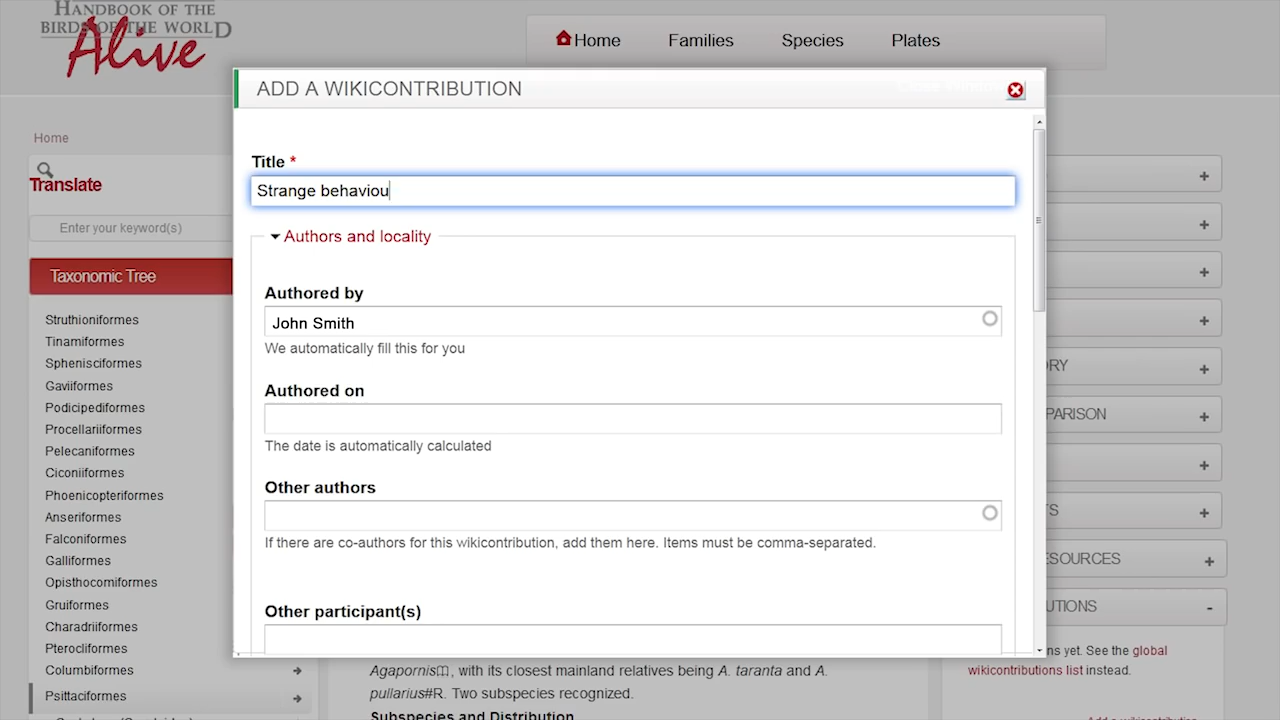 HANDBOOK OF THE
BIRDS OF THE WORLD
Alive
Home
Families
Species
Plates
ADD A WIKICONTRIBUTION
Home
Translate
Enter your keyword(s)
Taxonomic Tree
Struthioniformes
Tinamiformes
Sphenisciformes
Gaviiformes
Podicipediformes
Procellariiformes
Pelecaniformes
Ciconiiformes
Phoenicopteriformes
Anseriformes
Falconiformes
Galliformes
Opisthocomiformes
Gruiformes
Charadriiformes
Pterocliformes
Columbiformes
Psittaciformes
Title *
Strange behaviou
Authors and locality
Authored by
John Smith
We automatically fill this for you
Authored on
The date is automatically calculated
Other authors
If there are co-authors for this wikicontribution, add them here. Items must be comma-separated.
Other participant(s)
Agapornis, with its closest mainland relatives being A. taranta and A.
pullarius#R. Two subspecies recognized.
Subspecies and Distribution
+
+
+
+
RY +
PARISON +
+
S +
ESOURCES +
UTIONS -
ns yet. See the global
wikicontributions list instead.
Add a wikicontribution